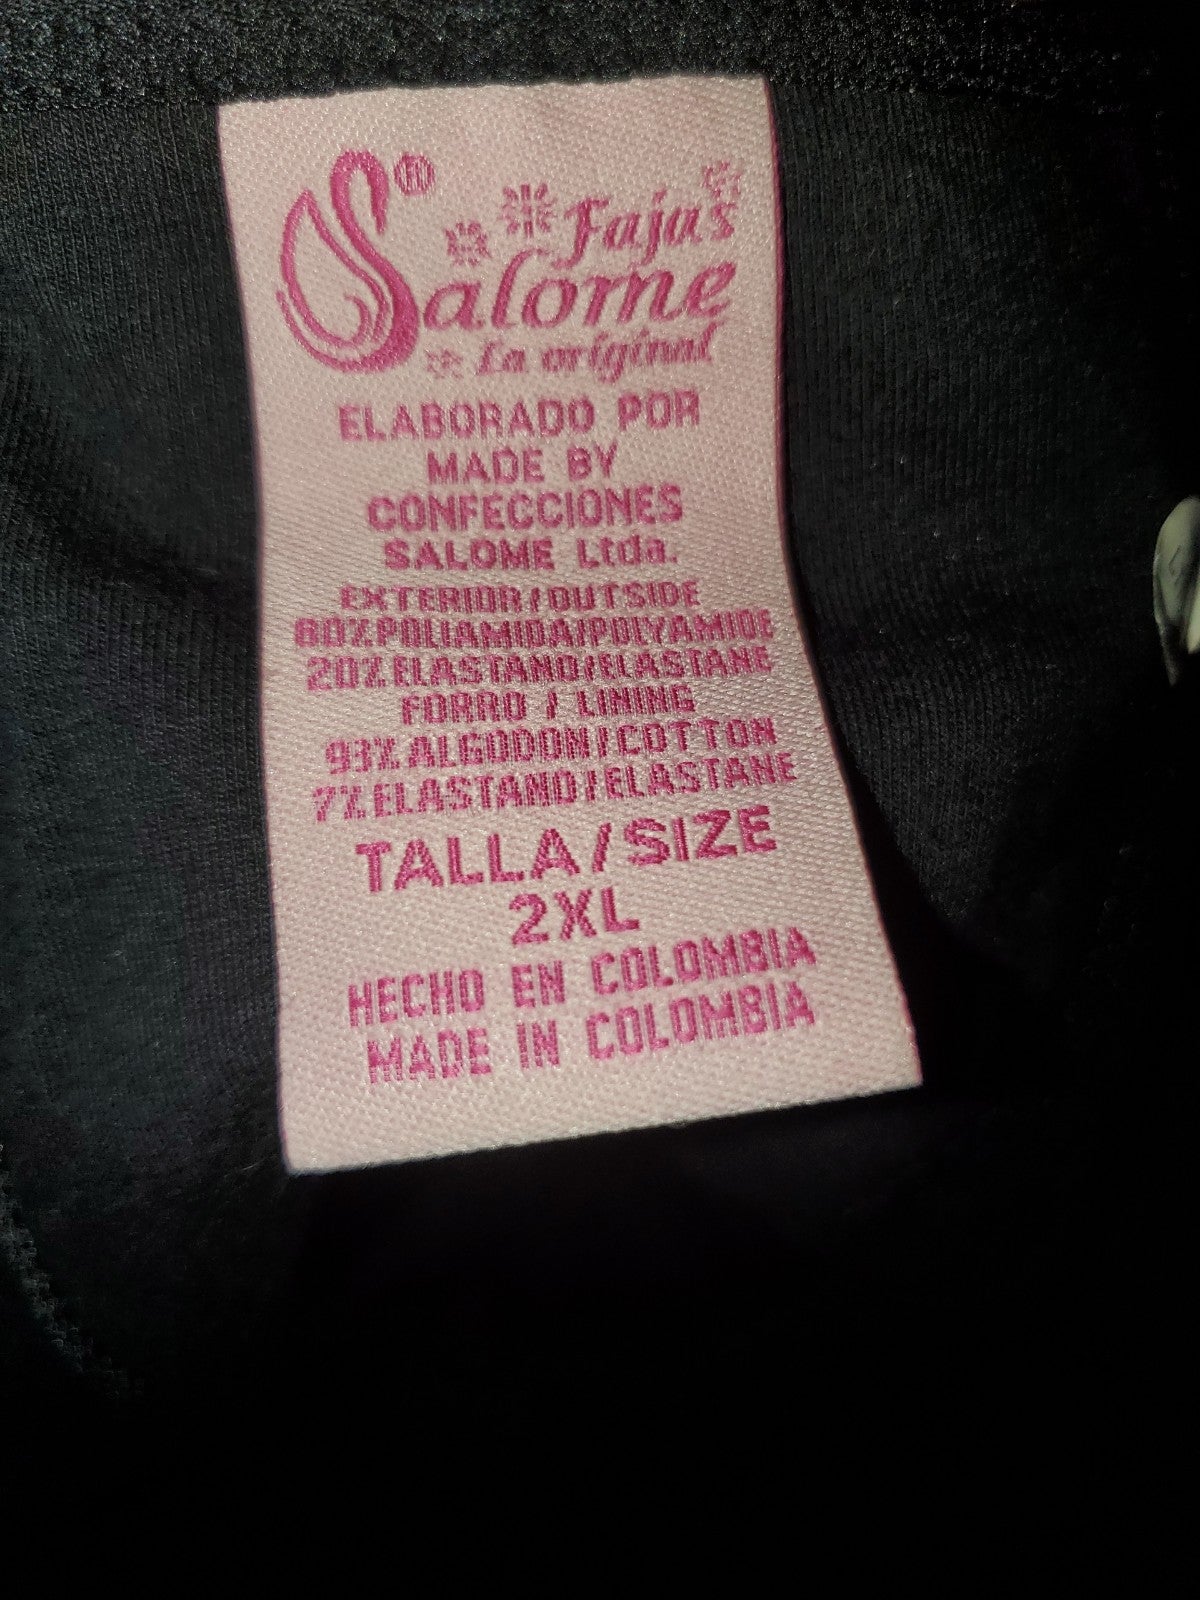 Faja's
Salome
La original
ELABORADO POR
MADE BY
CONFECCIONES
SALOME Ltda.
EXTERIOR/OUTSIDE
80% POLIAMIDA/POLYAMIDE
20% ELASTANO/ELASTANE
FORRO / LINING
93% ALGODON/COTTON
7% ELASTANO/ELASTANE
TALLA/SIZE
2XL
HECHO EN COLOMBIA
MADE IN COLOMBIA